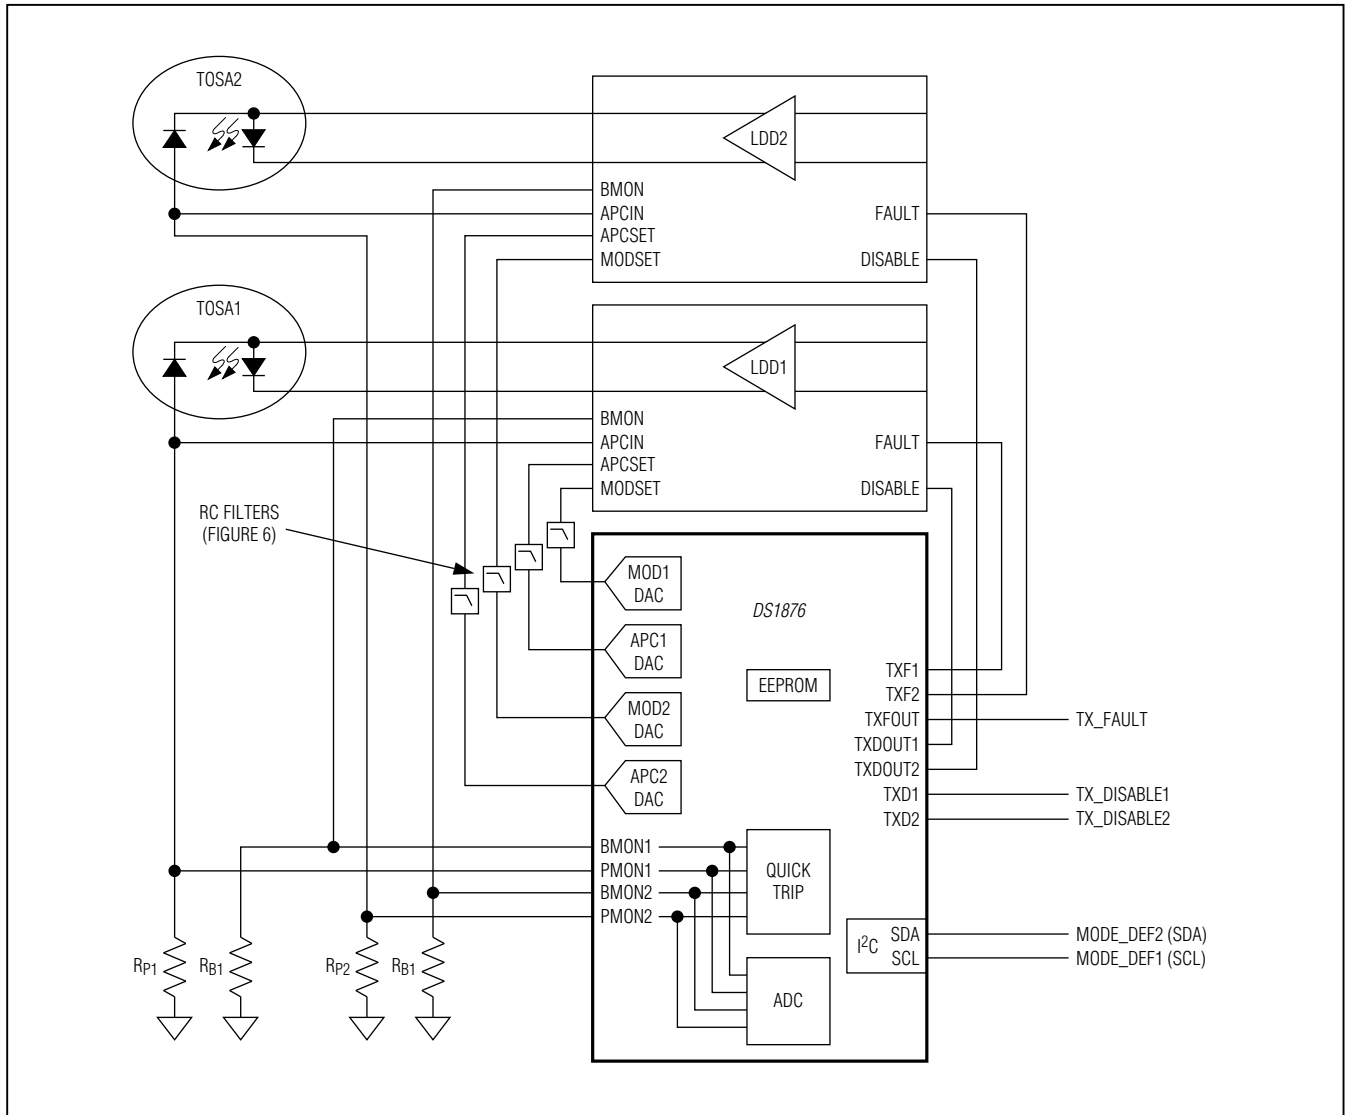 TOSA2
LDD2
BMON
APCIN
APCSET
MODSET
FAULT
DISABLE
TOSA1
LDD1
BMON
APCIN
APCSET
MODSET
FAULT
DISABLE
RC FILTERS
(FIGURE 6)
MOD1
DAC
APC1
DAC
MOD2
DAC
APC2
DAC
DS1876
EEPROM
TXF1
TXF2
TXFOUT
TXDOUT1
TXDOUT2
TXD1
TXD2
TX_FAULT
TX_DISABLE1
TX_DISABLE2
BMON1
PMON1
BMON2
PMON2
QUICK
TRIP
ADC
I²C
SDA
SCL
MODE_DEF2 (SDA)
MODE_DEF1 (SCL)
RP1
RB1
RP2
RB1